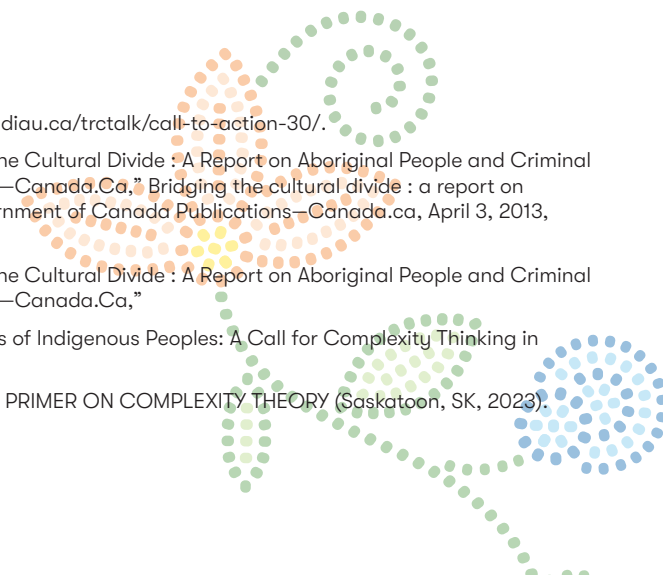 diau.ca/trctalk/call-to-action-30/.
he Cultural Divide : A Report on Aboriginal People and Criminal
—Canada.Ca,” Bridging the cultural divide : a report on
rnment of Canada Publications—Canada.ca, April 3, 2013,
he Cultural Divide : A Report on Aboriginal People and Criminal
—Canada.Ca,”
s of Indigenous Peoples: A Call for Complexity Thinking in
PRIMER ON COMPLEXITY THEORY (Saskatoon, SK, 2023).